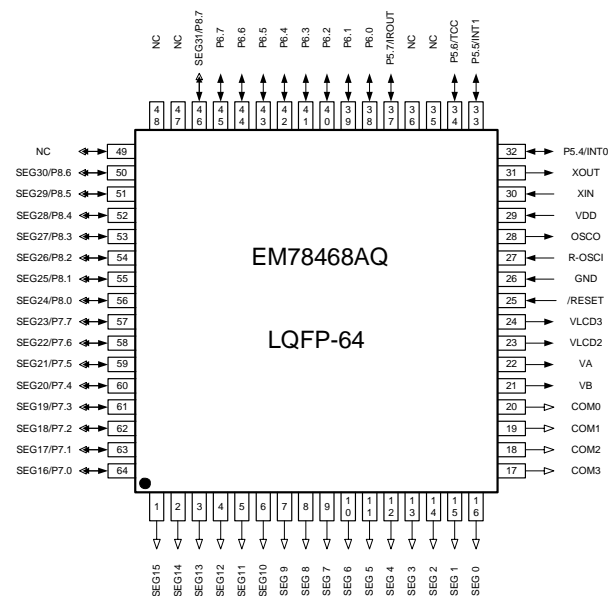 NC
NC
SEG31/P8.7
P6.7
P6.6
P6.5
P6.4
P6.3
P6.2
P6.1
P6.0
P5.7/IROUT
NC
NC
P5.6/TCC
P5.5/INT1
48
47
46
45
44
43
42
41
40
39
38
37
36
35
34
33
NC 49
SEG30/P8.6 50
SEG29/P8.5 51
SEG28/P8.4 52
SEG27/P8.3 53
SEG26/P8.2 54
SEG25/P8.1 55
SEG24/P8.0 56
SEG23/P7.7 57
SEG22/P7.6 58
SEG21/P7.5 59
SEG20/P7.4 60
SEG19/P7.3 61
SEG18/P7.2 62
SEG17/P7.1 63
SEG16/P7.0 64
EM78468AQ
LQFP-64
32 P5.4/INT0
31 XOUT
30 XIN
29 VDD
28 OSCO
27 R-OSCI
26 GND
25 /RESET
24 VLCD3
23 VLCD2
22 VA
21 VB
20 COM0
19 COM1
18 COM2
17 COM3
1
2
3
4
5
6
7
8
9
10
11
12
13
14
15
16
SEG15
SEG14
SEG13
SEG12
SEG11
SEG10
SEG 9
SEG 8
SEG 7
SEG 6
SEG 5
SEG 4
SEG 3
SEG 2
SEG 1
SEG 0